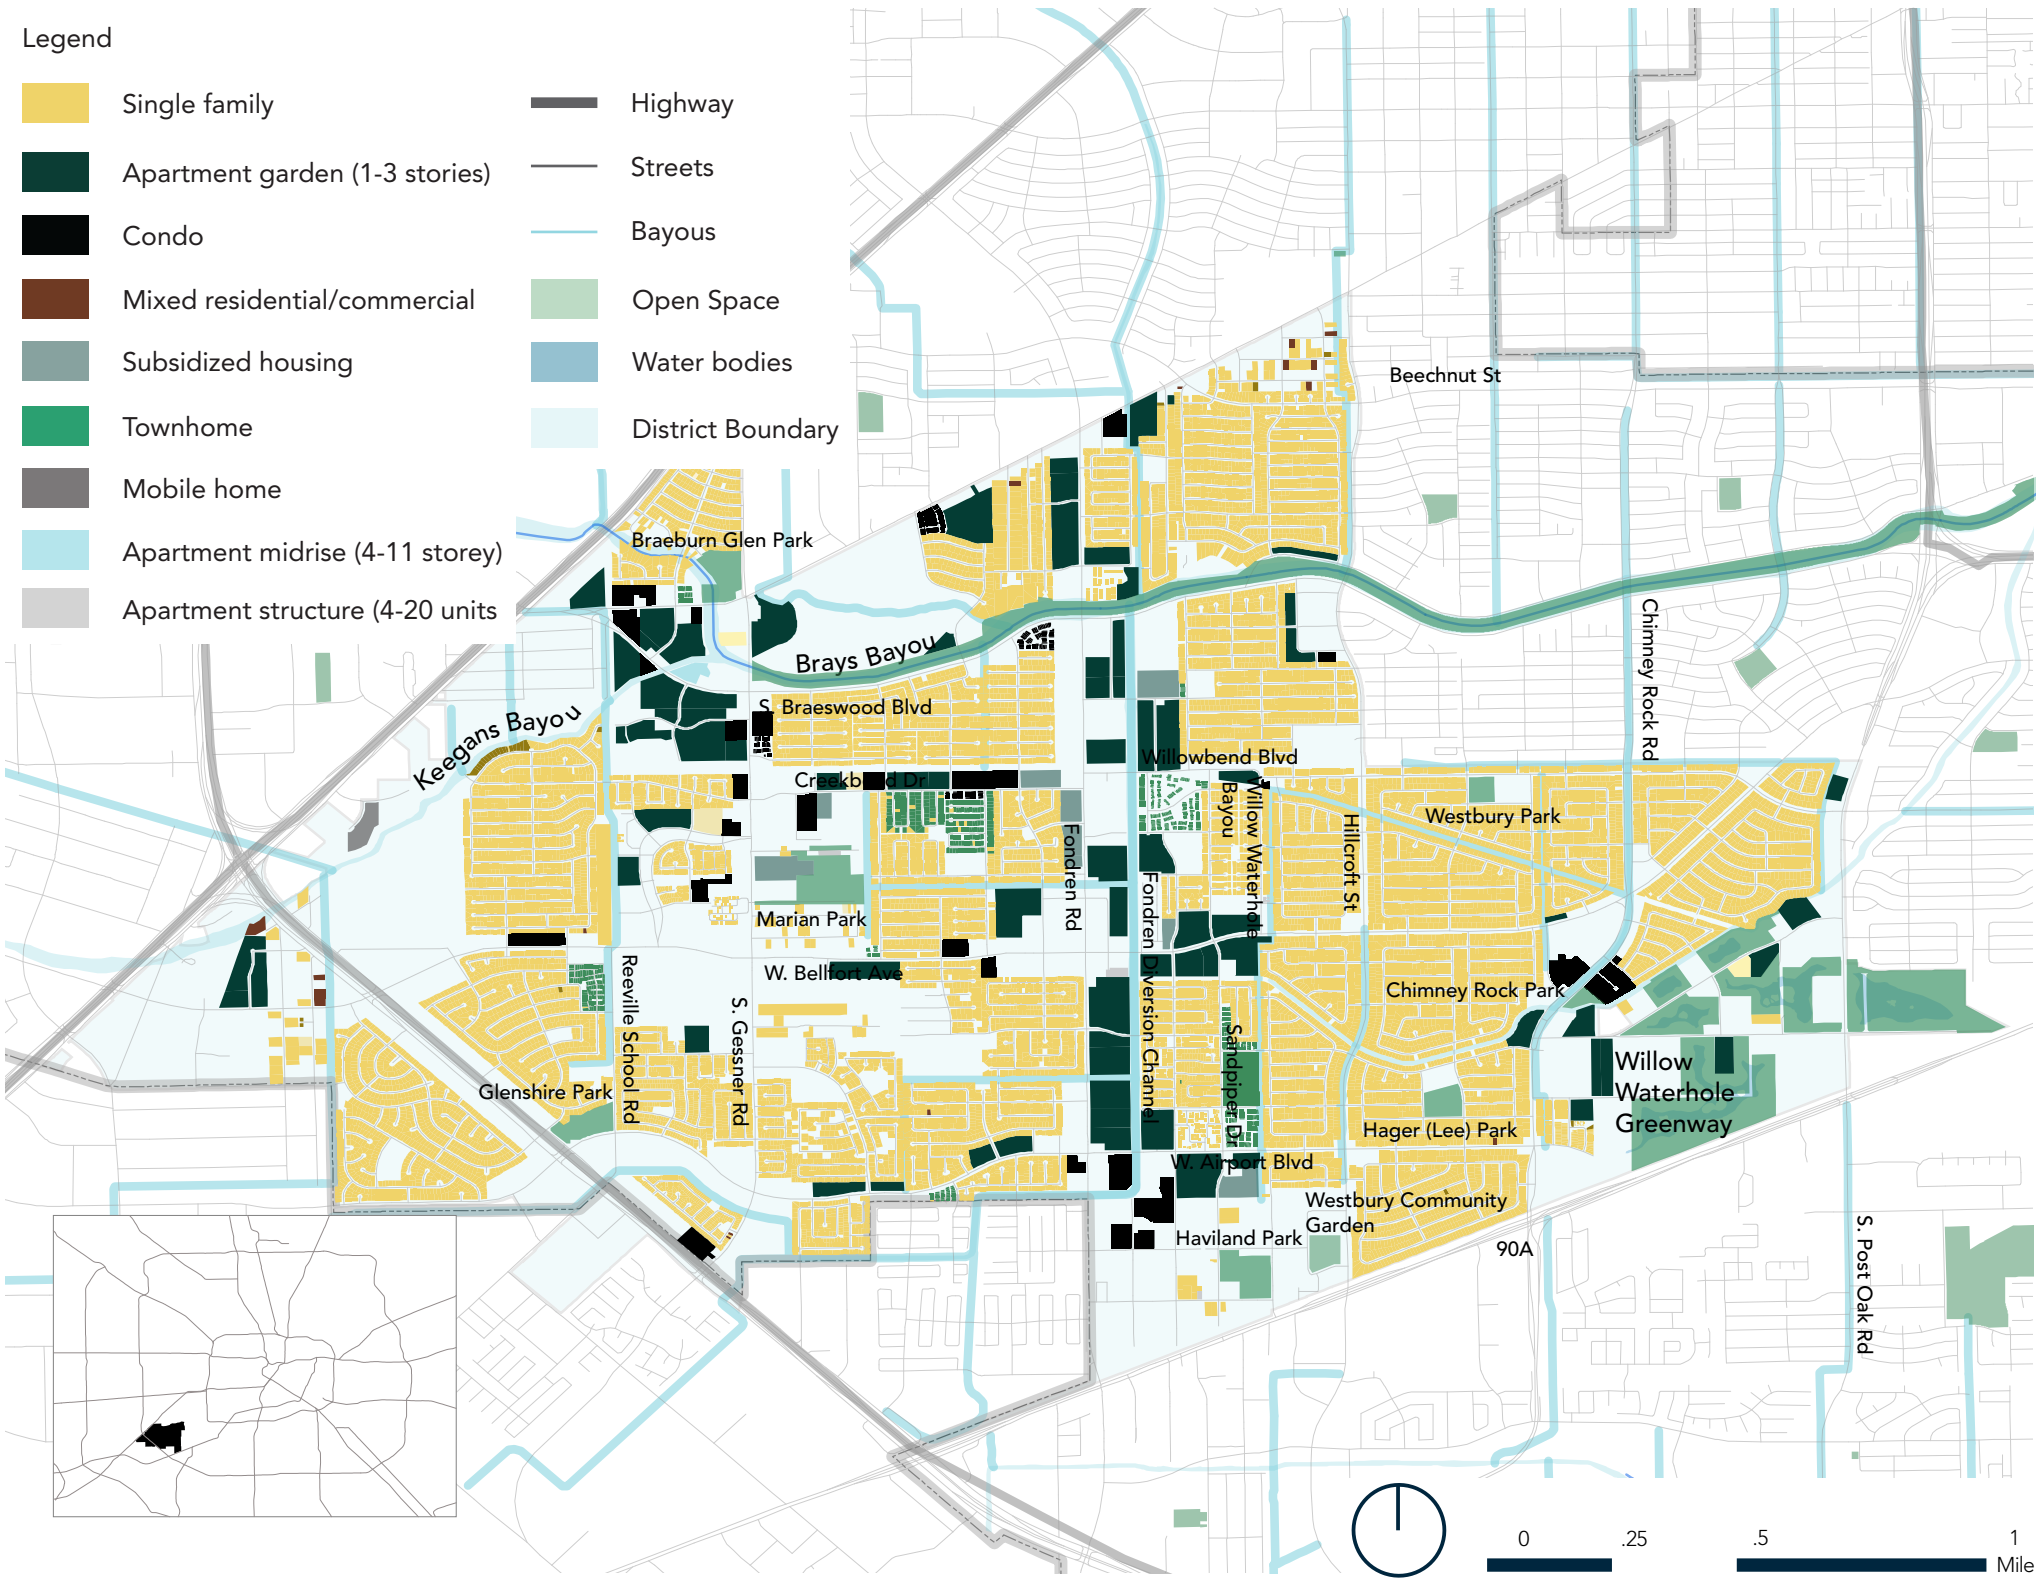 Legend
Single family
Apartment garden (1-3 stories)
Condo
Mixed residential/commercial
Subsidized housing
Townhome
Mobile home
Apartment midrise (4-11 storey)
Apartment structure (4-20 units
Highway
Streets
Bayous
Open Space
Water bodies
District Boundary
Beechnut St
Braeburn Glen Park
Brays Bayou
Chimney Rock Rd
Keegans Bayou
S. Braeswood Blvd
Willowbend Blvd
Creekbend Dr
Willow Waterhole
Bayou
Westbury Park
Hillcroft St
Fondren Rd
Fondren Diversion Channel
Marian Park
W. Bellfort Ave
Reeville School Rd
S. Gessner Rd
Chimney Rock Park
Sandpiper Dr
Glenshire Park
Willow
Waterhole
Greenway
Hager (Lee) Park
W. Airport Blvd
Westbury Community
Garden
Haviland Park
90A
S. Post Oak Rd
0
.25
.5
1
Mile